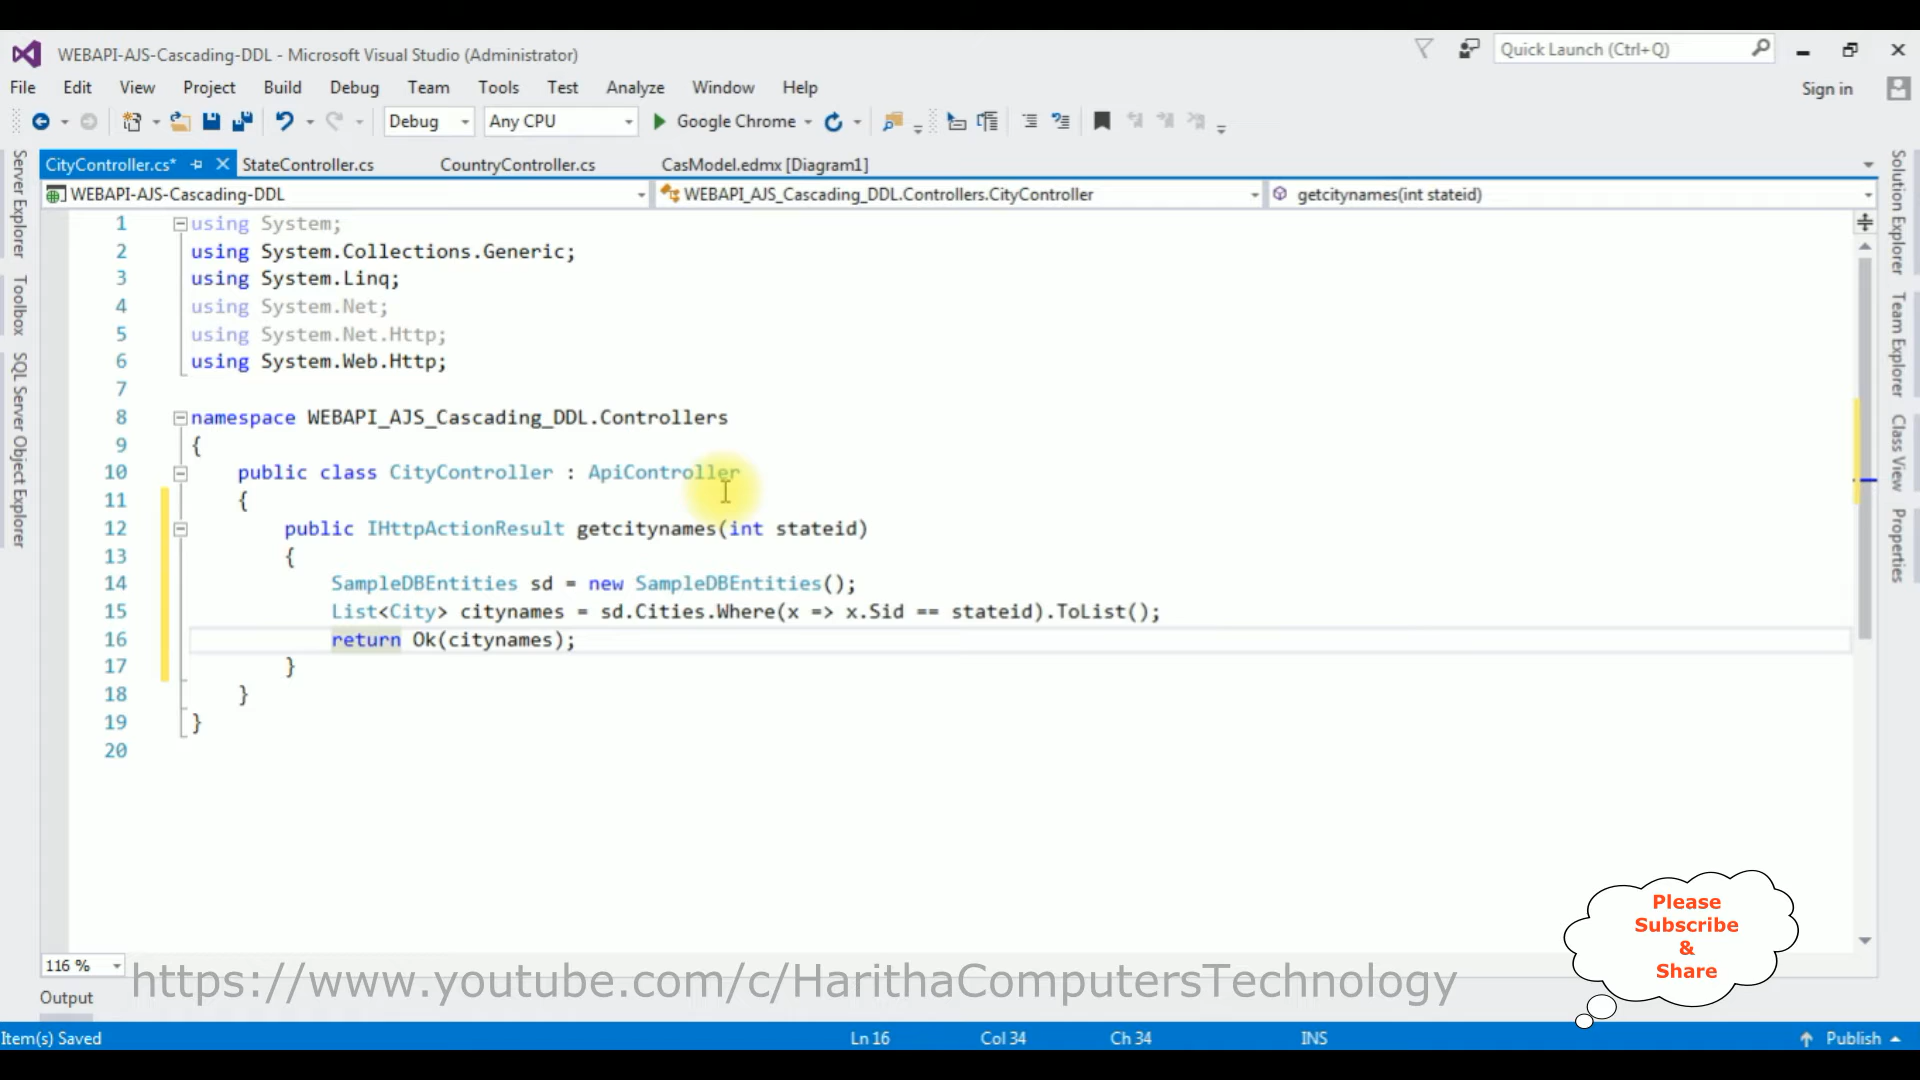 WEBAPI-AJS-Cascading-DDL - Microsoft Visual Studio (Administrator)
Quick Launch (Ctrl+Q)
File Edit View Project Build Debug Team Tools Test Analyze Window Help
Sign in
Debug Any CPU Google Chrome
CityController.cs* StateController.cs CountryController.cs CasModel.edmx [Diagram1]
WEBAPI-AJS-Cascading-DDL WEBAPI_AJS_Cascading_DDL.Controllers.CityController getcitynames(int stateid)
Server Explorer
Toolbox
SQL Server Object Explorer
1 using System;
2 using System.Collections.Generic;
3 using System.Linq;
4 using System.Net;
5 using System.Net.Http;
6 using System.Web.Http;
7
8 namespace WEBAPI_AJS_Cascading_DDL.Controllers
9 {
10 public class CityController : ApiController
11 {
12 public IHttpActionResult getcitynames(int stateid)
13 {
14 SampleDBEntities sd = new SampleDBEntities();
15 List<City> citynames = sd.Cities.Where(x => x.Sid == stateid).ToList();
16 return Ok(citynames);
17 }
18 }
19 }
20
Solution Explorer
Team Explorer
Class View
Properties
Please
Subscribe
&
Share
116 %
https://www.youtube.com/c/HarithaComputersTechnology
Output
Item(s) Saved Ln 16 Col 34 Ch 34 INS Publish